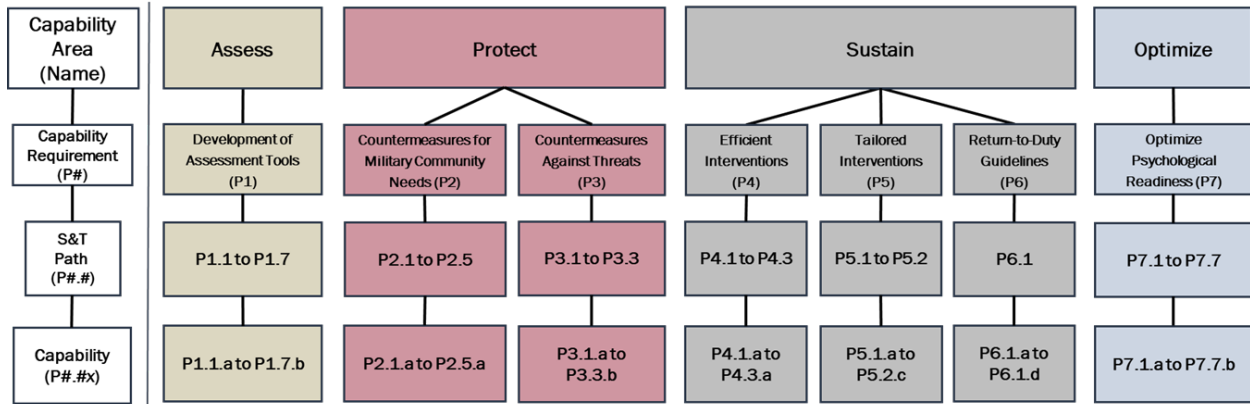 Capability
Area
(Name)
Assess
Protect
Sustain
Optimize
Capability
Requirement
(P#)
Development of
Assessment Tools
(P1)
Countermeasures for
Military Community
Needs (P2)
Countermeasures
Against Threats
(P3)
Efficient
Interventions
(P4)
Tailored
Interventions
(P5)
Return-to-Duty
Guidelines
(P6)
Optimize
Psychological
Readiness (P7)
S&T
Path
(P#.#)
P1.1 to P1.7
P2.1 to P2.5
P3.1 to P3.3
P4.1 to P4.3
P5.1 to P5.2
P6.1
P7.1 to P7.7
Capability
(P#.#x)
P1.1.a to P1.7.b
P2.1.a to P2.5.a
P3.1.a to
P3.3.b
P4.1.a to
P4.3.a
P5.1.a to
P5.2.c
P6.1.a to
P6.1.d
P7.1.a to P7.7.b